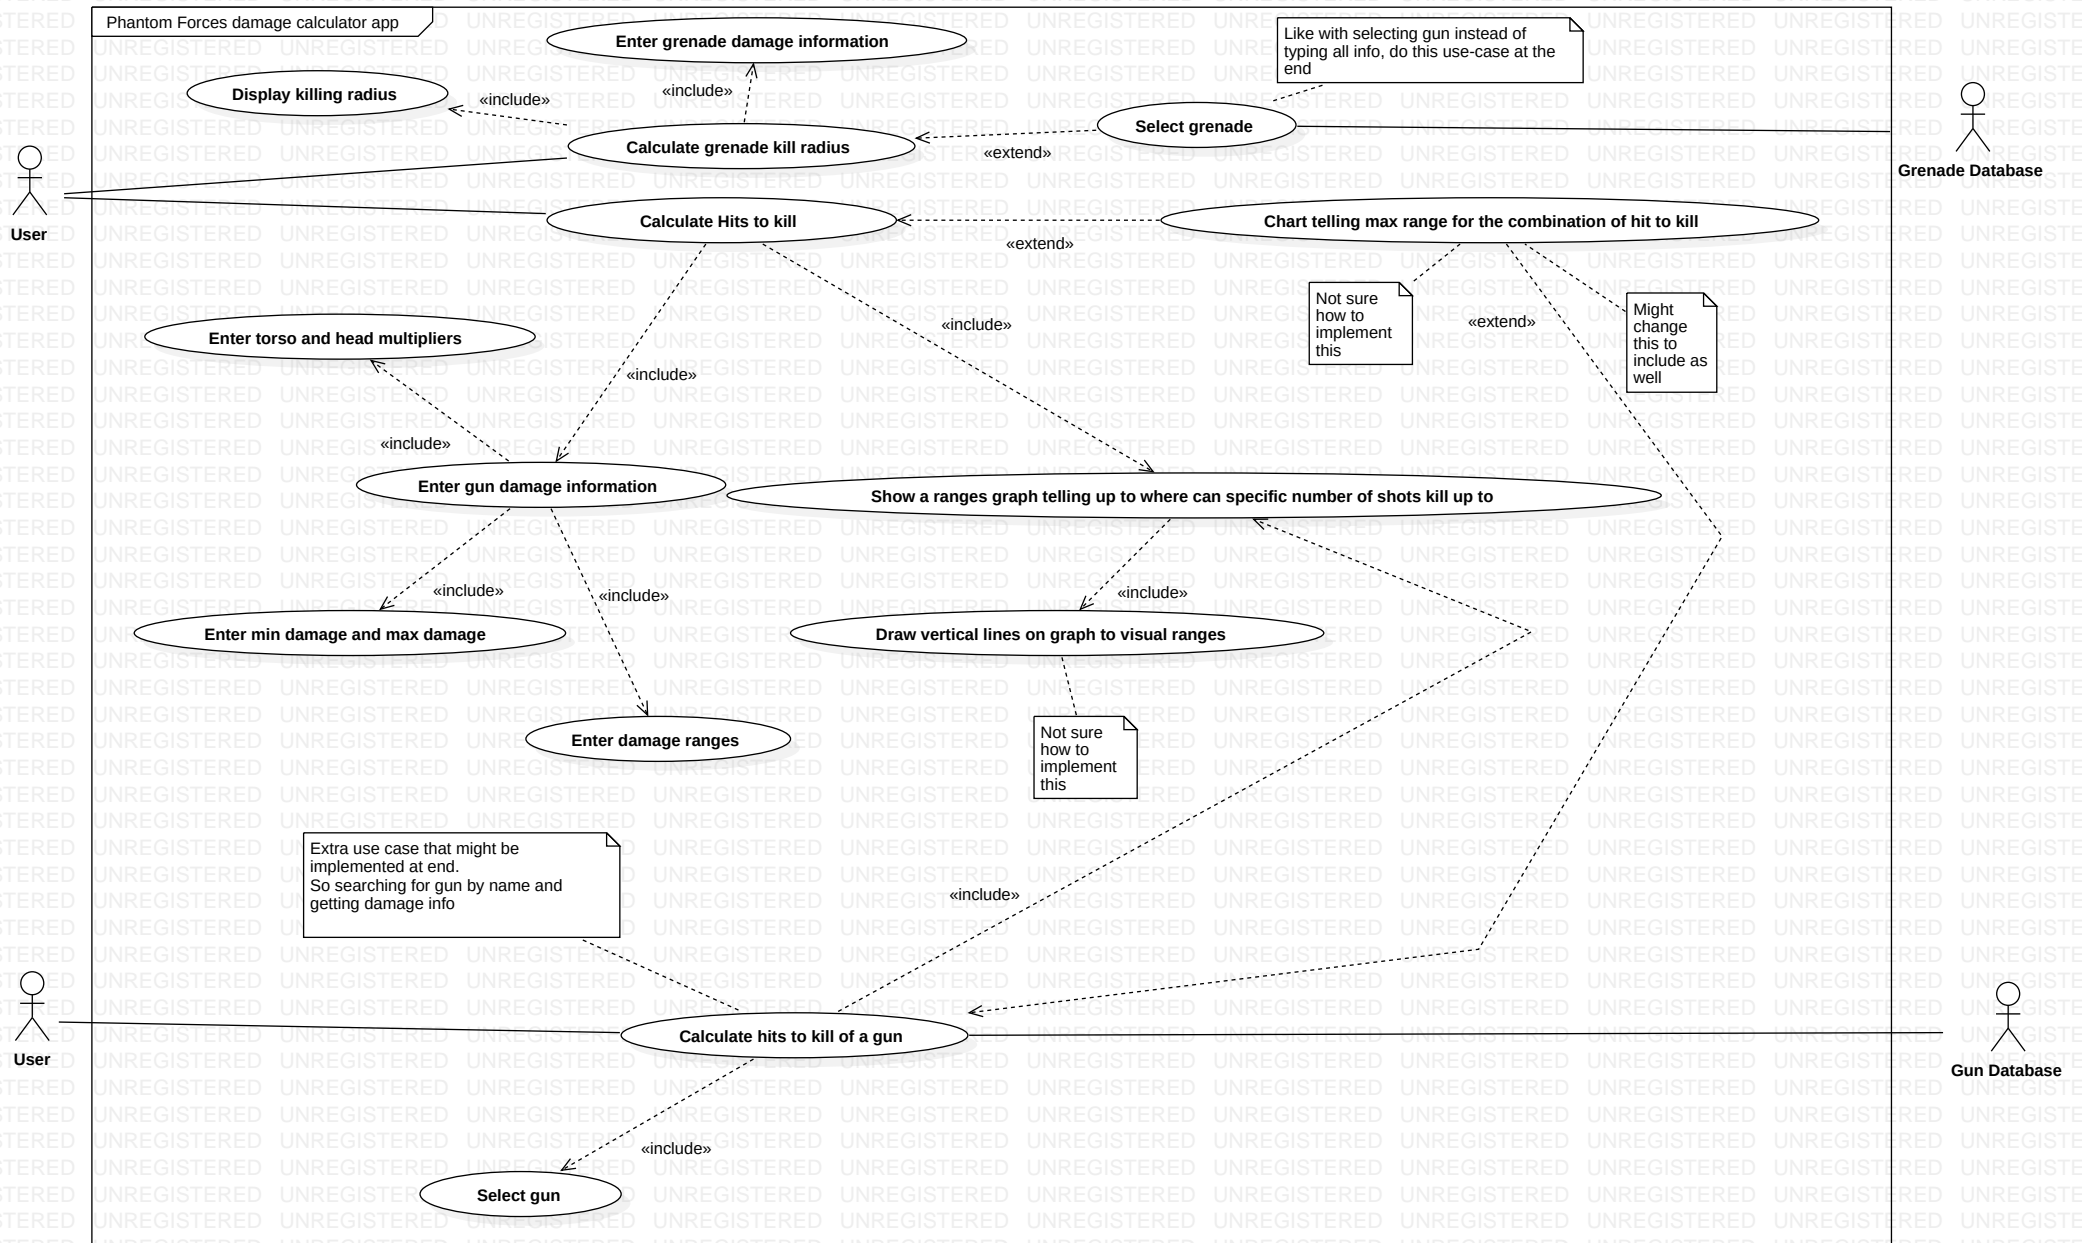 Phantom Forces damage calculator app
Enter grenade damage information
Like with selecting gun instead of
typing all info, do this use-case at the
end
Display killing radius
«include»
«include»
Select grenade
Calculate grenade kill radius
«extend»
Grenade Database
User
Calculate Hits to kill
Chart telling max range for the combination of hit to kill
«extend»
Not sure
how to
implement
this
«extend»
Might
change
this to
include as
well
Enter torso and head multipliers
«include»
«include»
«include»
Enter gun damage information
Show a ranges graph telling up to where can specific number of shots kill up to
«include»
«include»
«include»
Enter min damage and max damage
Draw vertical lines on graph to visual ranges
Enter damage ranges
Not sure
how to
implement
this
Extra use case that might be
implemented at end.
So searching for gun by name and
getting damage info
«include»
User
Calculate hits to kill of a gun
Gun Database
«include»
Select gun
UNREGISTERED